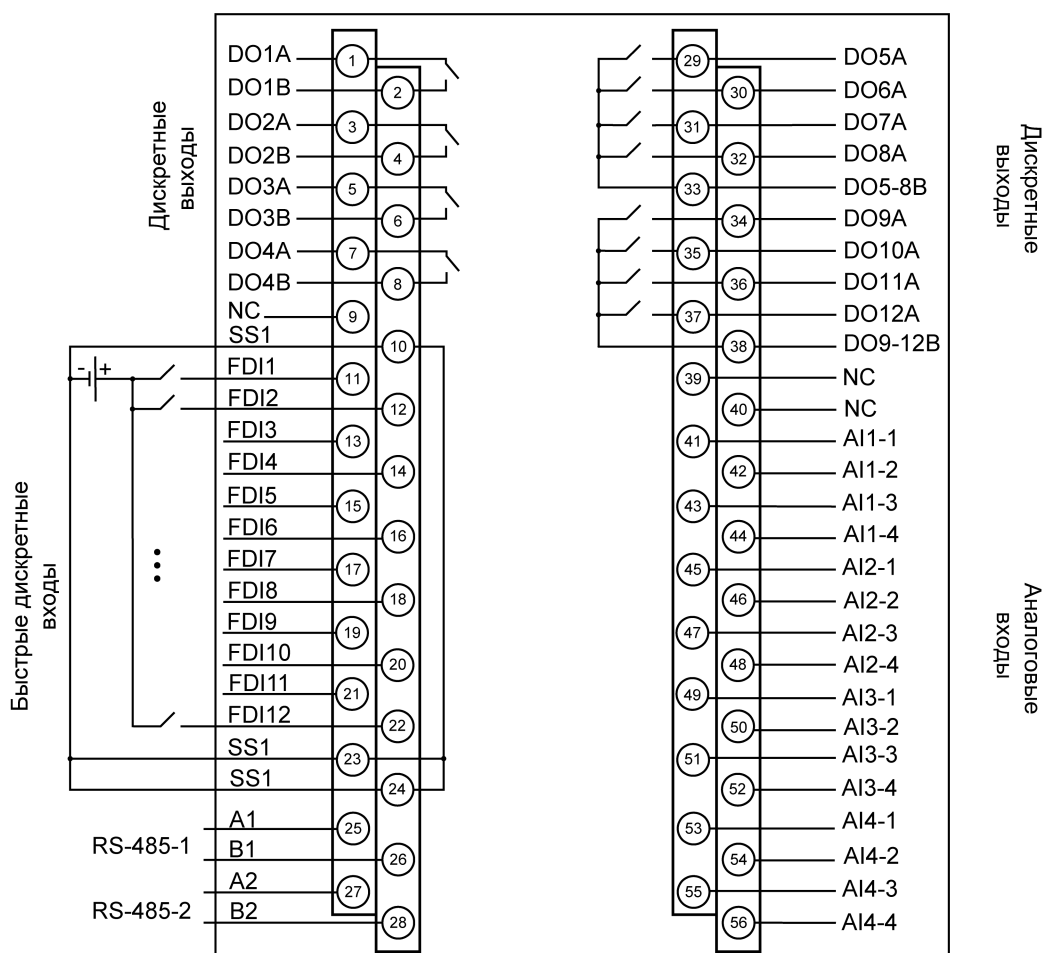 Дискретные
выходы
DO1A 1
DO1B 2
DO2A 3
DO2B 4
DO3A 5
DO3B 6
DO4A 7
DO4B 8
NC 9
SS1 10
- +
FDI1 11
FDI2 12
FDI3 13
FDI4 14
FDI5 15
FDI6 16
FDI7 17
FDI8 18
FDI9 19
FDI10 20
FDI11 21
FDI12 22
SS1 23
SS1 24
Быстрые дискретные
входы
RS-485-1
A1 25
B1 26
RS-485-2
A2 27
B2 28
29 DO5A
30 DO6A
31 DO7A
32 DO8A
33 DO5-8B
34 DO9A
35 DO10A
36 DO11A
37 DO12A
38 DO9-12B
Дискретные
выходы
39 NC
40 NC
41 AI1-1
42 AI1-2
43 AI1-3
44 AI1-4
45 AI2-1
46 AI2-2
47 AI2-3
48 AI2-4
49 AI3-1
50 AI3-2
51 AI3-3
52 AI3-4
53 AI4-1
54 AI4-2
55 AI4-3
56 AI4-4
Аналоговые
входы